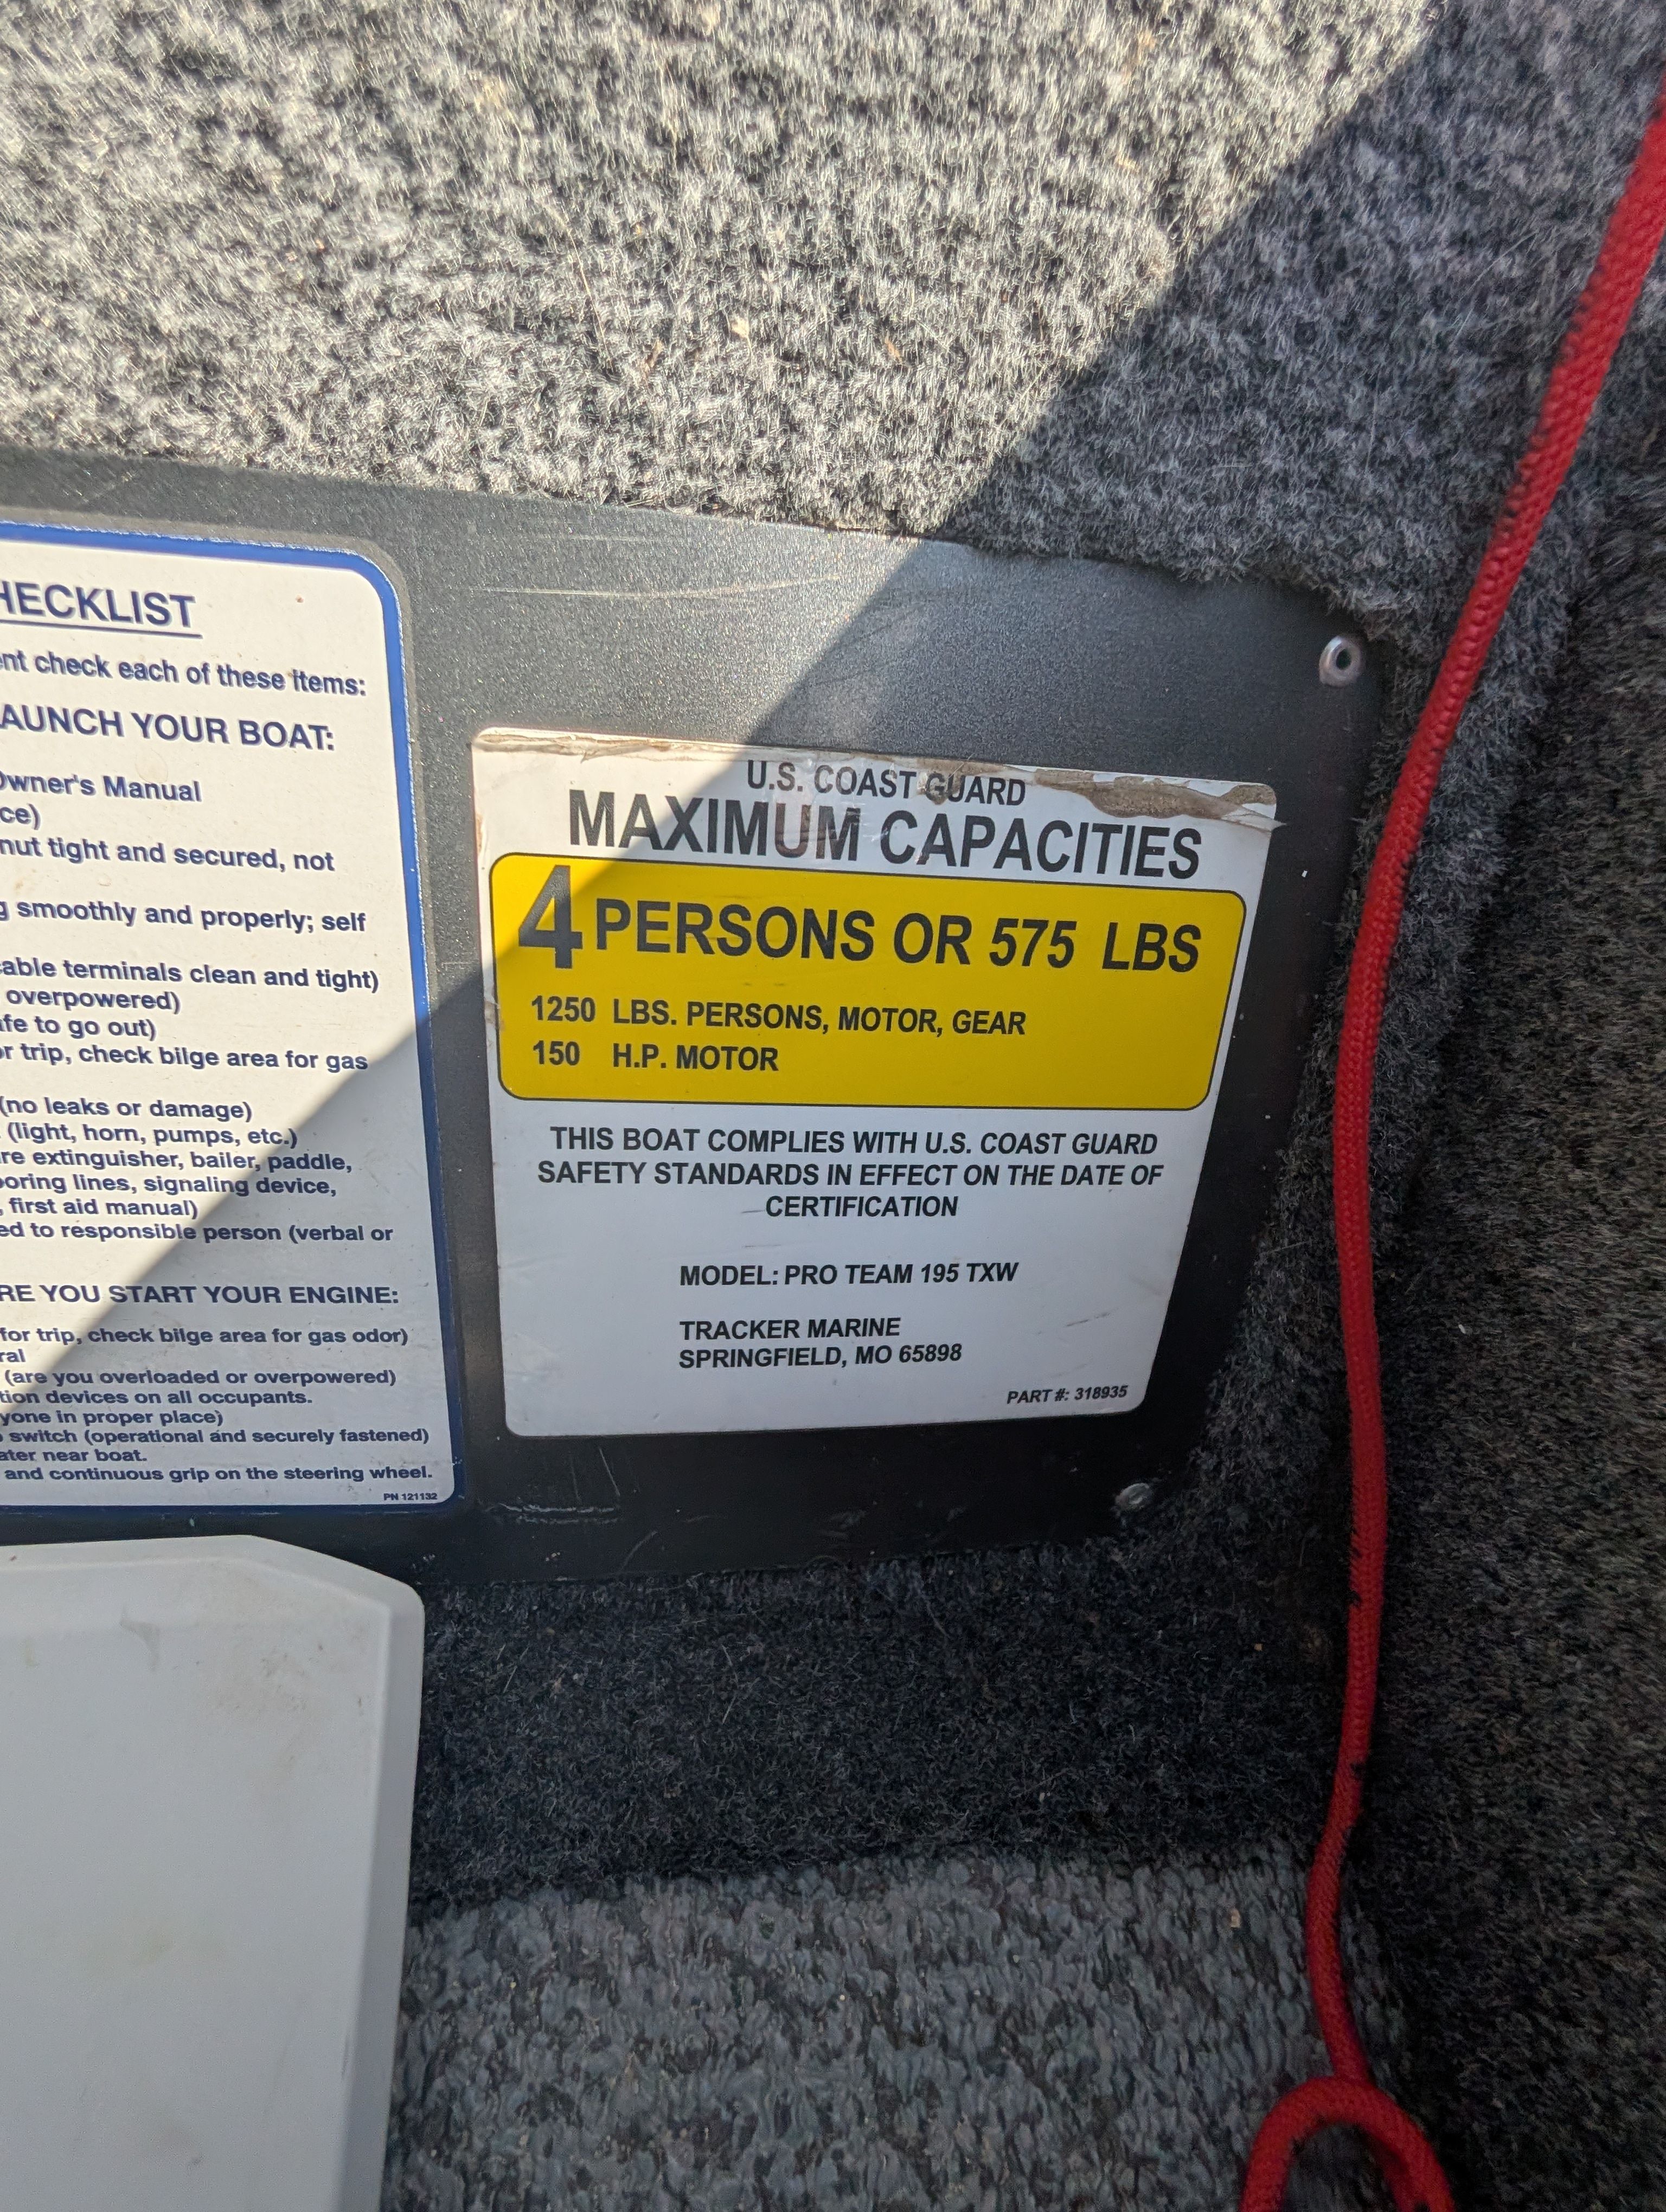 HECKLIST
nt check each of these items:
AUNCH YOUR BOAT:
Owner's Manual
ce)
nut tight and secured, not
g smoothly and properly; self
able terminals clean and tight)
overpowered)
fe to go out)
or trip, check bilge area for gas
(no leaks or damage)
(light, horn, pumps, etc.)
re extinguisher, bailer, paddle,
ooring lines, signaling device,
, first aid manual)
ed to responsible person (verbal or
RE YOU START YOUR ENGINE:
for trip, check bilge area for gas odor)
ral
(are you overloaded or overpowered)
tion devices on all occupants.
yone in proper place)
switch (operational and securely fastened)
ater near boat.
and continuous grip on the steering wheel.
PN 121132
U.S. COAST GUARD
MAXIMUM CAPACITIES
4 PERSONS OR 575 LBS
1250 LBS. PERSONS, MOTOR, GEAR
150 H.P. MOTOR
THIS BOAT COMPLIES WITH U.S. COAST GUARD
SAFETY STANDARDS IN EFFECT ON THE DATE OF
CERTIFICATION
MODEL: PRO TEAM 195 TXW
TRACKER MARINE
SPRINGFIELD, MO 65898
PART #: 318935